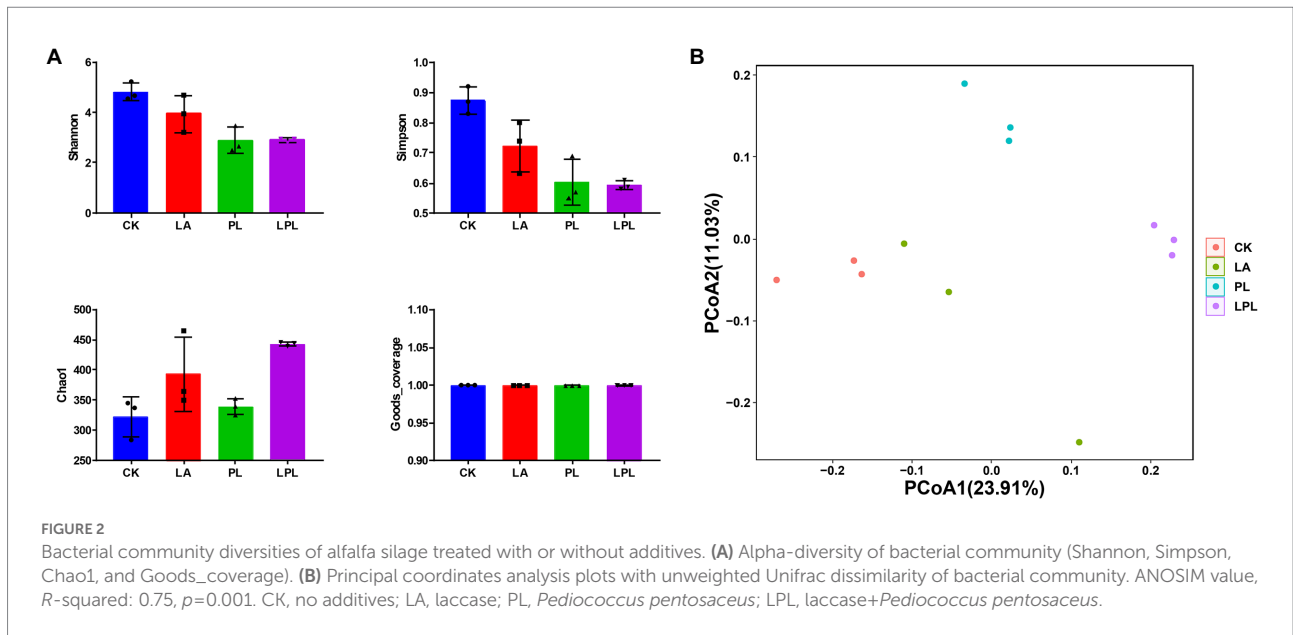 A
B
6
4
2
0
Shannon
CK LA PL LPL
1.0
0.9
0.8
0.7
0.6
0.5
Simpson
CK LA PL LPL
500
450
400
350
300
250
Chao1
CK LA PL LPL
1.10
1.05
1.00
0.95
0.90
Goods_coverage
CK LA PL LPL
0.2
0.1
0.0
−0.1
−0.2
PCoA2(11.03%)
−0.2 −0.1 0.0 0.1 0.2
PCoA1(23.91%)
CK
LA
PL
LPL
FIGURE 2
Bacterial community diversities of alfalfa silage treated with or without additives. (A) Alpha-diversity of bacterial community (Shannon, Simpson,
Chao1, and Goods_coverage). (B) Principal coordinates analysis plots with unweighted Unifrac dissimilarity of bacterial community. ANOSIM value,
R-squared: 0.75, p=0.001. CK, no additives; LA, laccase; PL, Pediococcus pentosaceus; LPL, laccase+Pediococcus pentosaceus.